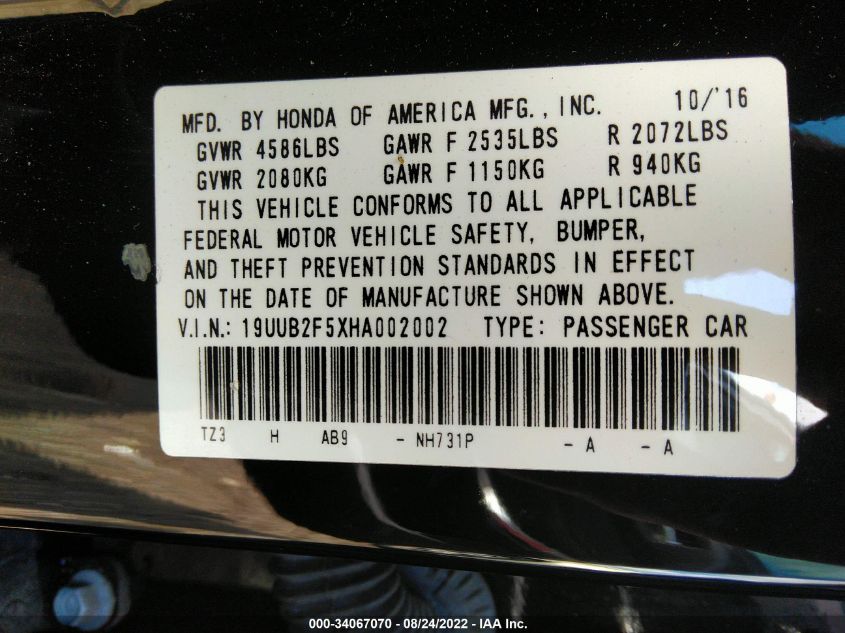 MFD. BY HONDA OF AMERICA MFG., INC. 10/'16
GVWR 4586LBS GAWR F 2535LBS R 2072LBS
GVWR 2080KG GAWR F 1150KG R 940KG
THIS VEHICLE CONFORMS TO ALL APPLICABLE
FEDERAL MOTOR VEHICLE SAFETY, BUMPER,
AND THEFT PREVENTION STANDARDS IN EFFECT
ON THE DATE OF MANUFACTURE SHOWN ABOVE.
V.I.N.: 19UUB2F5XHA002002 TYPE: PASSENGER CAR
TZ3 H AB9 - NH731P - A - A
000-34067070 - 08/24/2022 - IAA Inc.